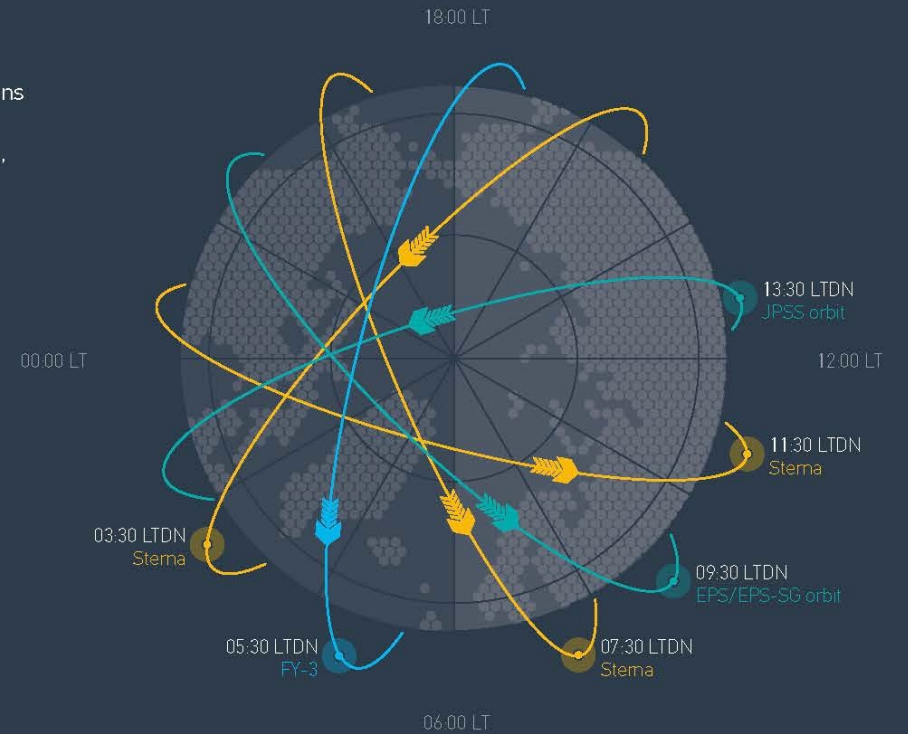 18:00 LT
ns
,
13:30 LTDN
JPSS orbit
00:00 LT
12:00 LT
11:30 LTDN
Sterna
03:30 LTDN
Sterna
09:30 LTDN
EPS/EPS-SG orbit
05:30 LTDN
FY-3
07:30 LTDN
Sterna
06:00 LT